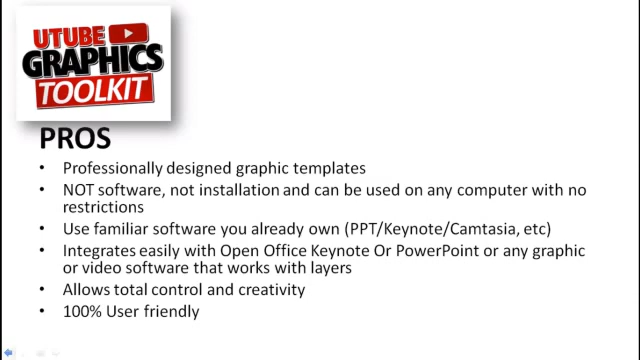 UTUBE
GRAPHICS
TOOLKIT
PROS
• Professionally designed graphic templates
• NOT software, not installation and can be used on any computer with no
restrictions
• Use familiar software you already own (PPT/Keynote/Camtasia, etc)
• Integrates easily with Open Office Keynote Or PowerPoint or any graphic
or video software that works with layers
• Allows total control and creativity
• 100% User friendly